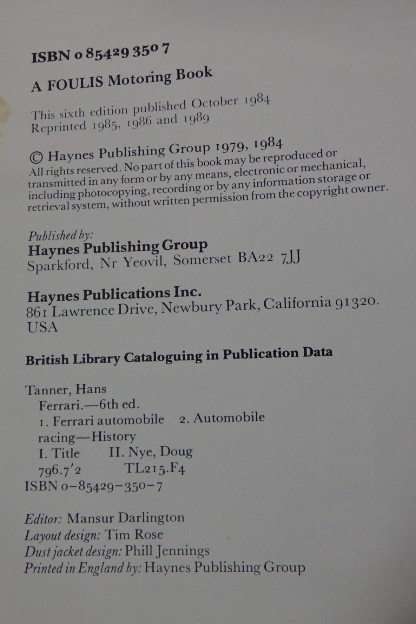 ISBN 0 85429 350 7
A FOULIS Motoring Book
This sixth edition published October 1984
Reprinted 1985, 1986 and 1989
© Haynes Publishing Group 1979, 1984
All rights reserved. No part of this book may be reproduced or
transmitted in any form or by any means, electronic or mechanical,
including photocopying, recording or by any information storage or
retrieval system, without written permission from the copyright owner.
Published by:
Haynes Publishing Group
Sparkford, Nr Yeovil, Somerset BA22 7JJ
Haynes Publications Inc.
861 Lawrence Drive, Newbury Park, California 91320.
USA
British Library Cataloguing in Publication Data
Tanner, Hans
Ferrari.—6th ed.
1. Ferrari automobile 2. Automobile
racing—History
I. Title II. Nye, Doug
796.7'2 TL215.F4
ISBN 0–85429–350–7
Editor: Mansur Darlington
Layout design: Tim Rose
Dust jacket design: Phill Jennings
Printed in England by: Haynes Publishing Group